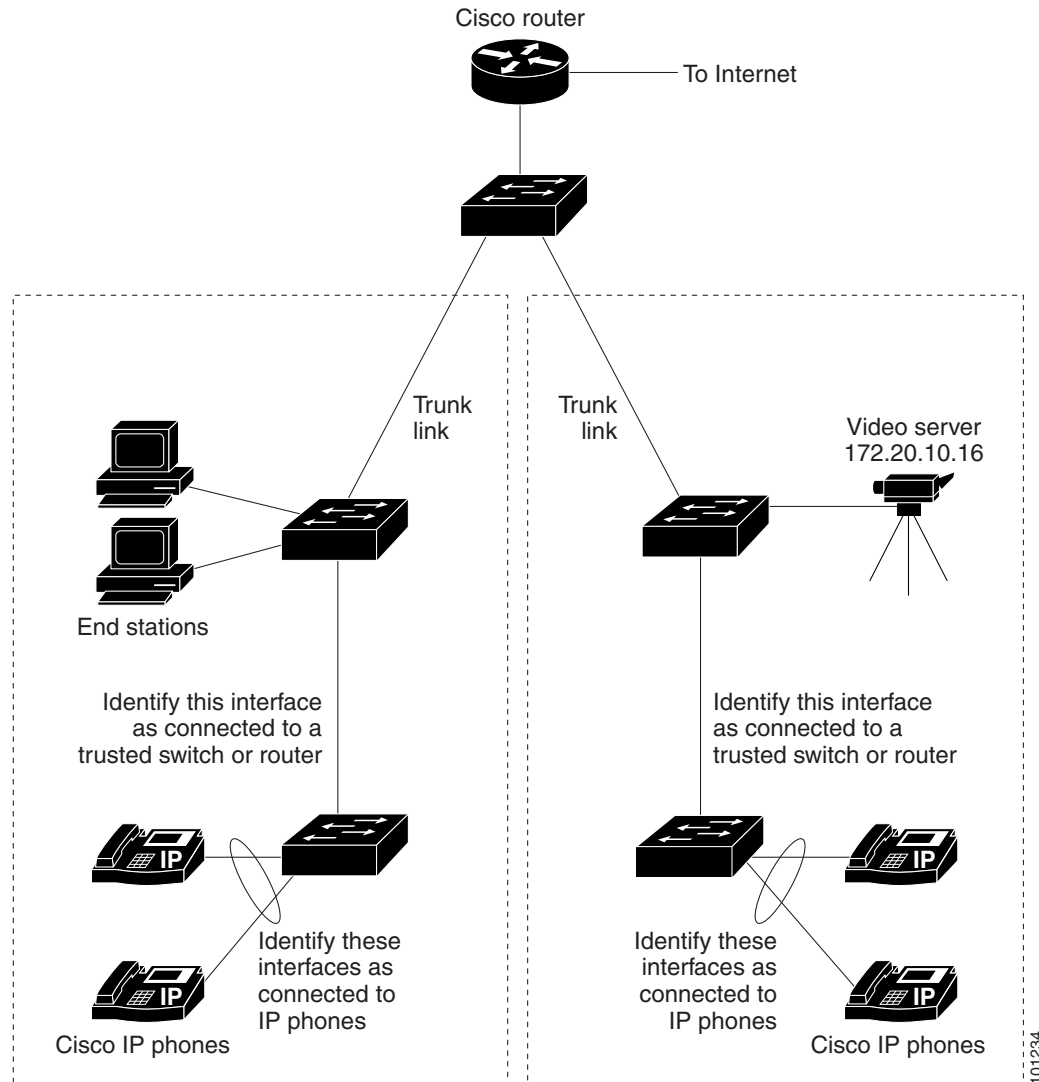 Cisco router
To Internet
Trunk
link
Trunk
link
Video server
172.20.10.16
End stations
Identify this interface
as connected to a
trusted switch or router
Identify this interface
as connected to a
trusted switch or router
IP
IP
Identify these
interfaces as
connected to
IP phones
Identify these
interfaces as
connected to
IP phones
IP
IP
Cisco IP phones
Cisco IP phones
101234